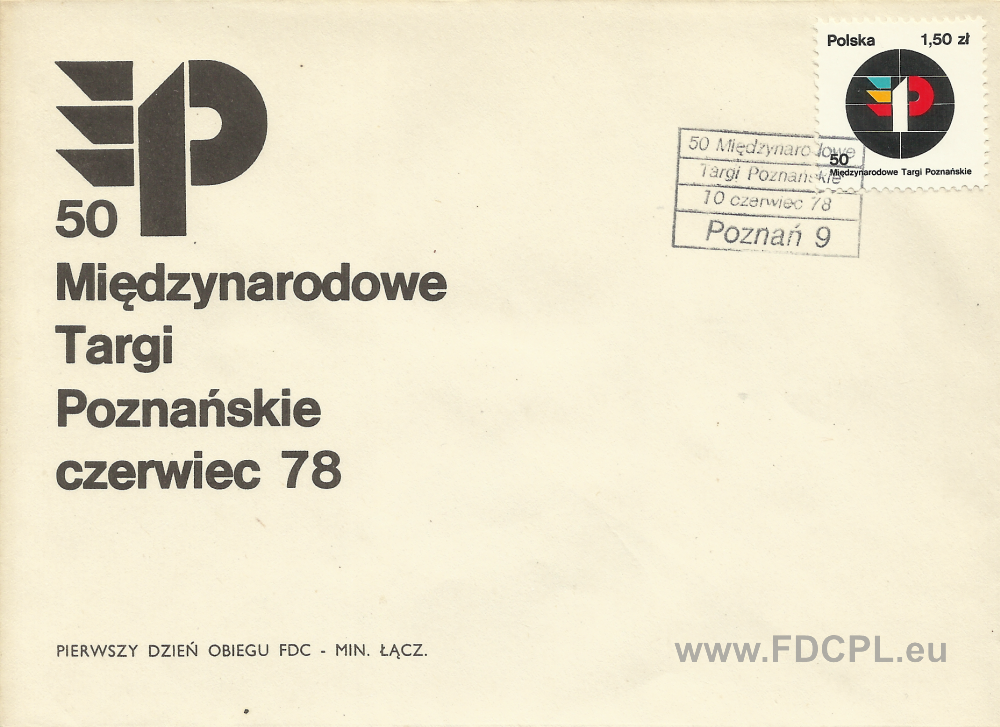 50
Międzynarodowe
Targi
Poznańskie
czerwiec 78
Polska 1,50 zł
50
Międzynarodowe Targi Poznańskie
50 Międzynarodowe
Targi Poznańskie
10 czerwiec 78
Poznań 9
PIERWSZY DZIEŃ OBIEGU FDC - MIN. ŁĄCZ.
www.FDCPL.eu